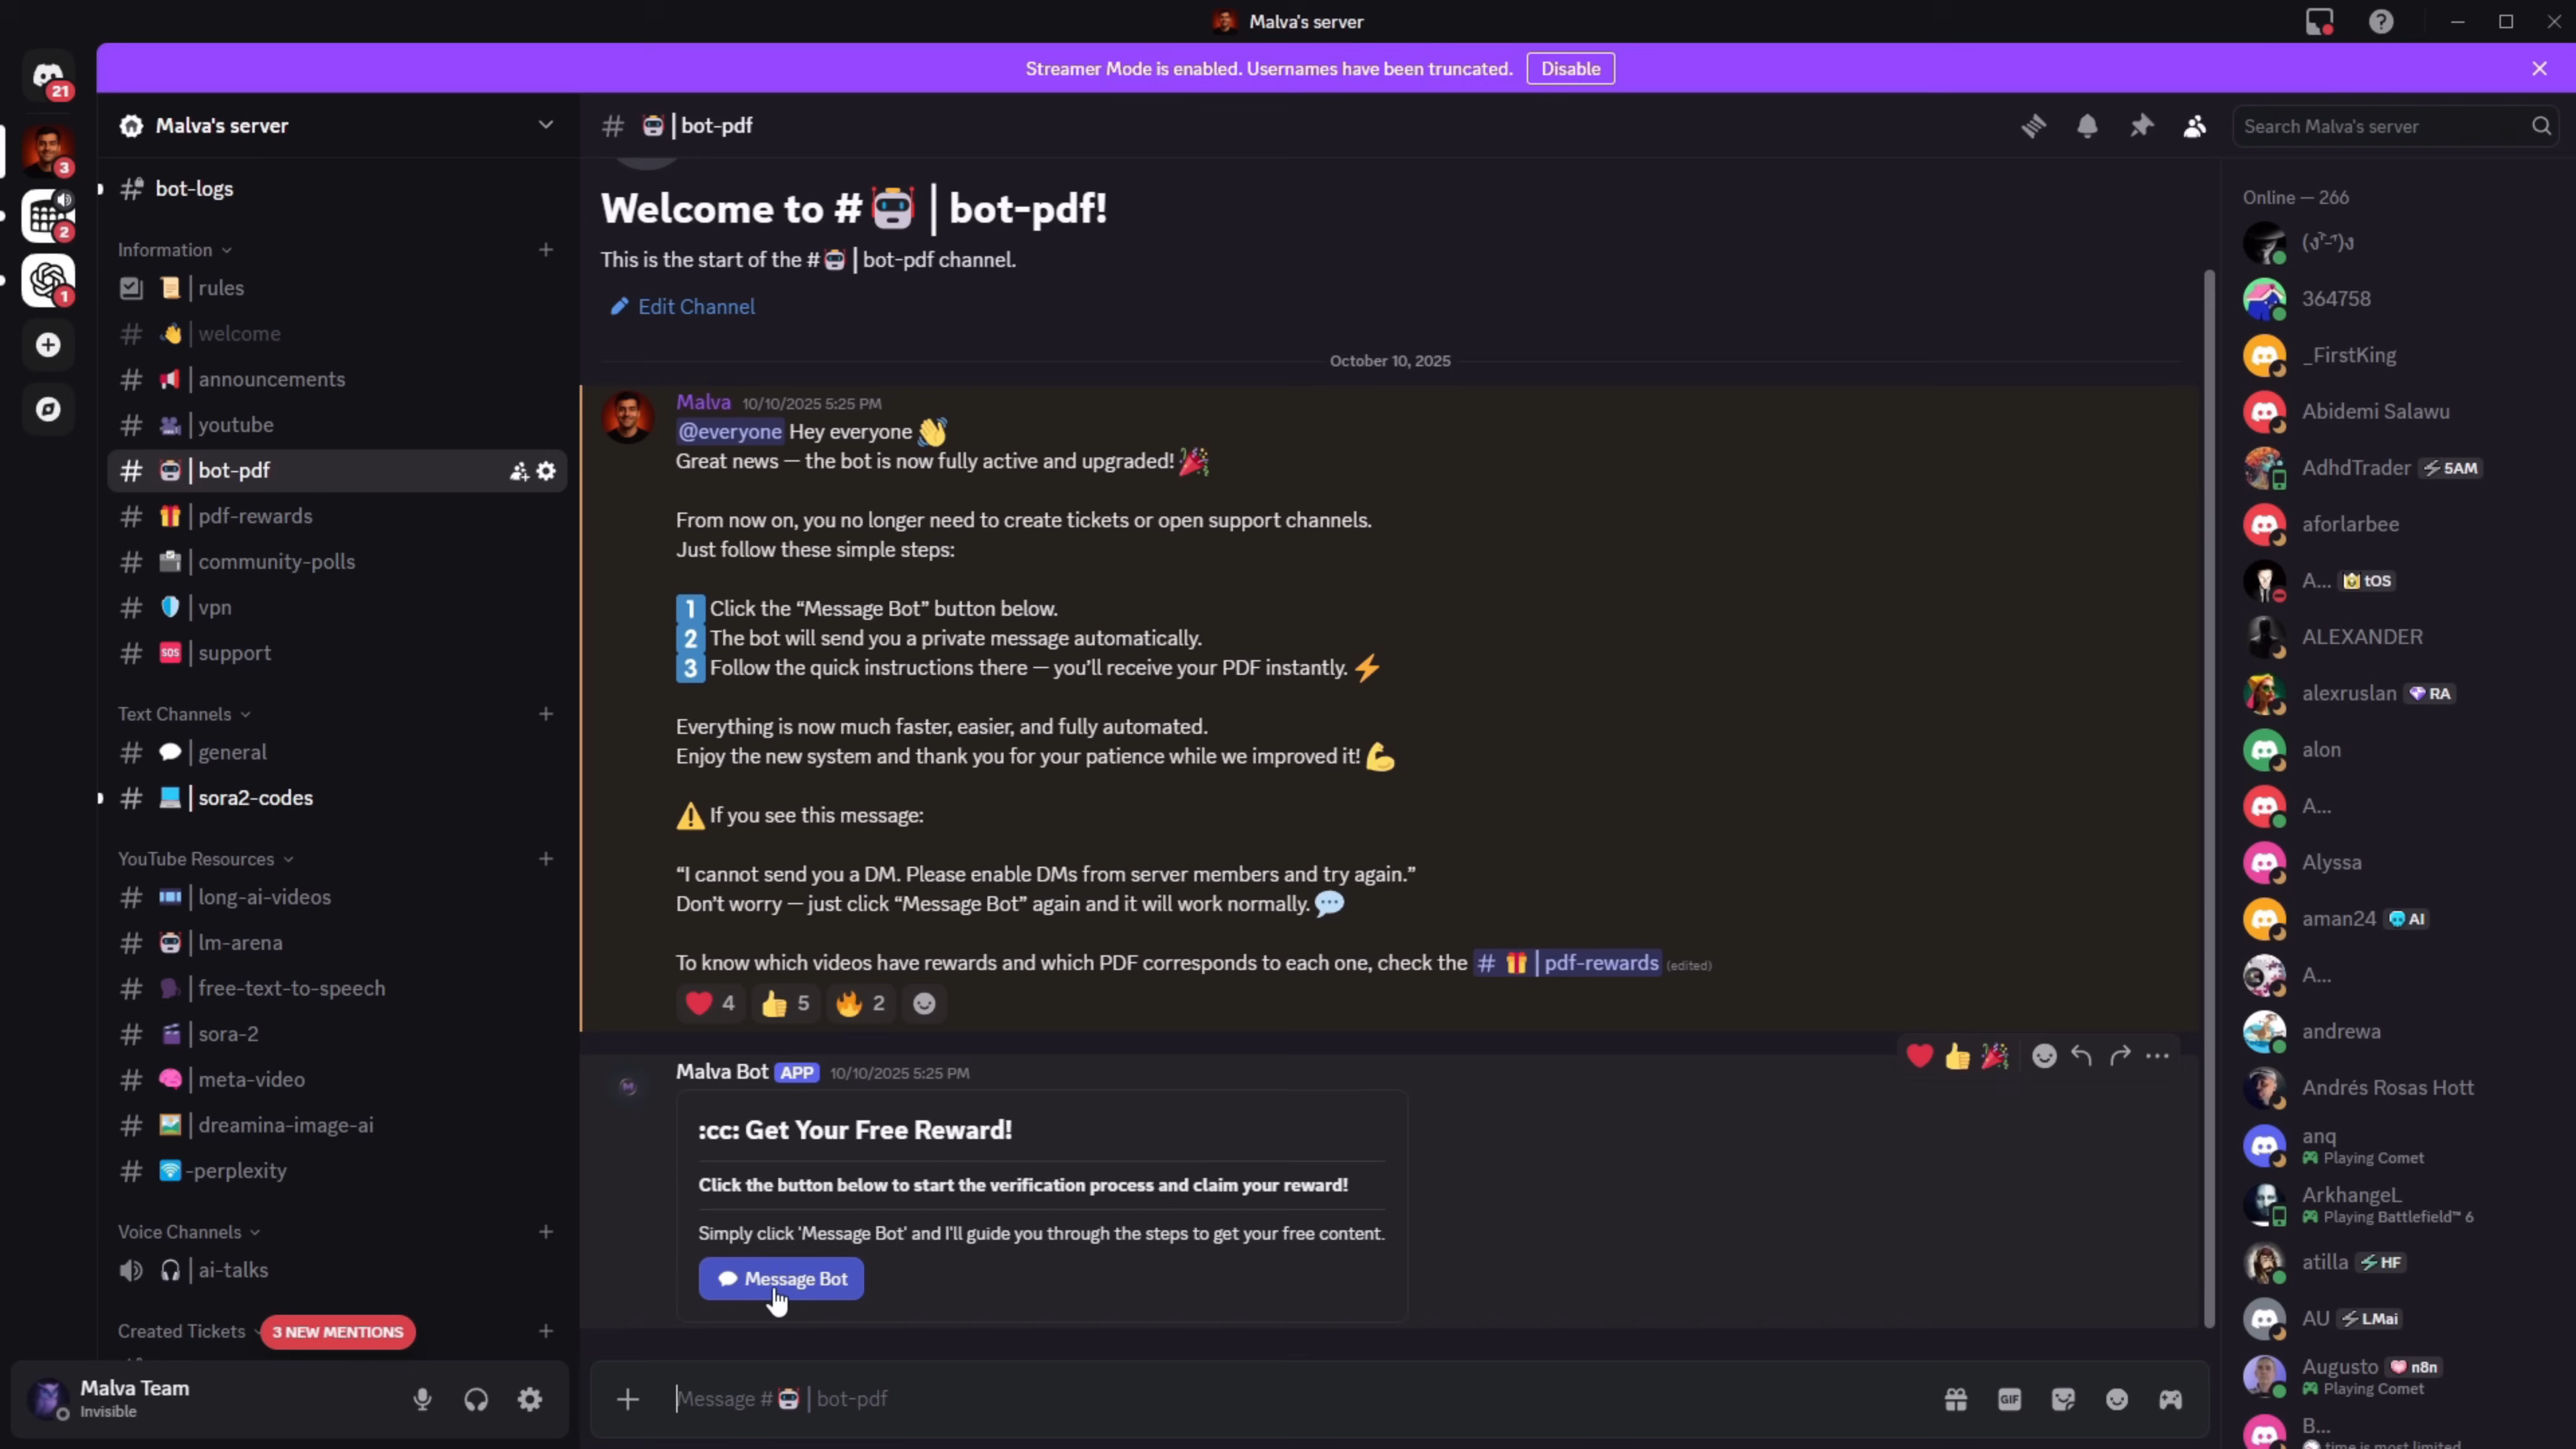 Malva's server
Streamer Mode is enabled. Usernames have been truncated.
Disable
21
3
2
1
Malva's server
bot-logs
Information
rules
welcome
announcements
youtube
bot-pdf
pdf-rewards
community-polls
vpn
SOS
support
Text Channels
general
sora2-codes
YouTube Resources
long-ai-videos
lm-arena
free-text-to-speech
sora-2
meta-video
dreamina-image-ai
-perplexity
Voice Channels
ai-talks
Created Tickets
3 NEW MENTIONS
Malva Team
Invisible
# 🤖 | bot-pdf
Search Malva's server
Welcome to # 🤖 | bot-pdf!
This is the start of the # 🤖 | bot-pdf channel.
Edit Channel
October 10, 2025
Malva 10/10/2025 5:25 PM
@everyone Hey everyone 👋
Great news — the bot is now fully active and upgraded! 🎉
From now on, you no longer need to create tickets or open support channels.
Just follow these simple steps:
1 Click the “Message Bot” button below.
2 The bot will send you a private message automatically.
3 Follow the quick instructions there — you’ll receive your PDF instantly. ⚡
Everything is now much faster, easier, and fully automated.
Enjoy the new system and thank you for your patience while we improved it! 💪
⚠️ If you see this message:
“I cannot send you a DM. Please enable DMs from server members and try again.”
Don’t worry — just click “Message Bot” again and it will work normally. 💬
To know which videos have rewards and which PDF corresponds to each one, check the # 🎁 | pdf-rewards (edited)
❤️ 4 👍 5 🔥 2
Malva Bot APP 10/10/2025 5:25 PM
:cc: Get Your Free Reward!
Click the button below to start the verification process and claim your reward!
Simply click 'Message Bot' and I'll guide you through the steps to get your free content.
Message Bot
Message # 🤖 | bot-pdf
GIF
Online — 266
364758
_FirstKing
Abidemi Salawu
AdhdTrader 5AM
aforlarbee
A... tOS
ALEXANDER
alexruslan RA
alon
A...
Alyssa
aman24 AI
A...
andrewa
Andrés Rosas Hott
anq
Playing Comet
ArkhangeL
Playing Battlefield™ 6
atilla HF
AU LMai
Augusto n8n
Playing Comet
B...
time is most limited